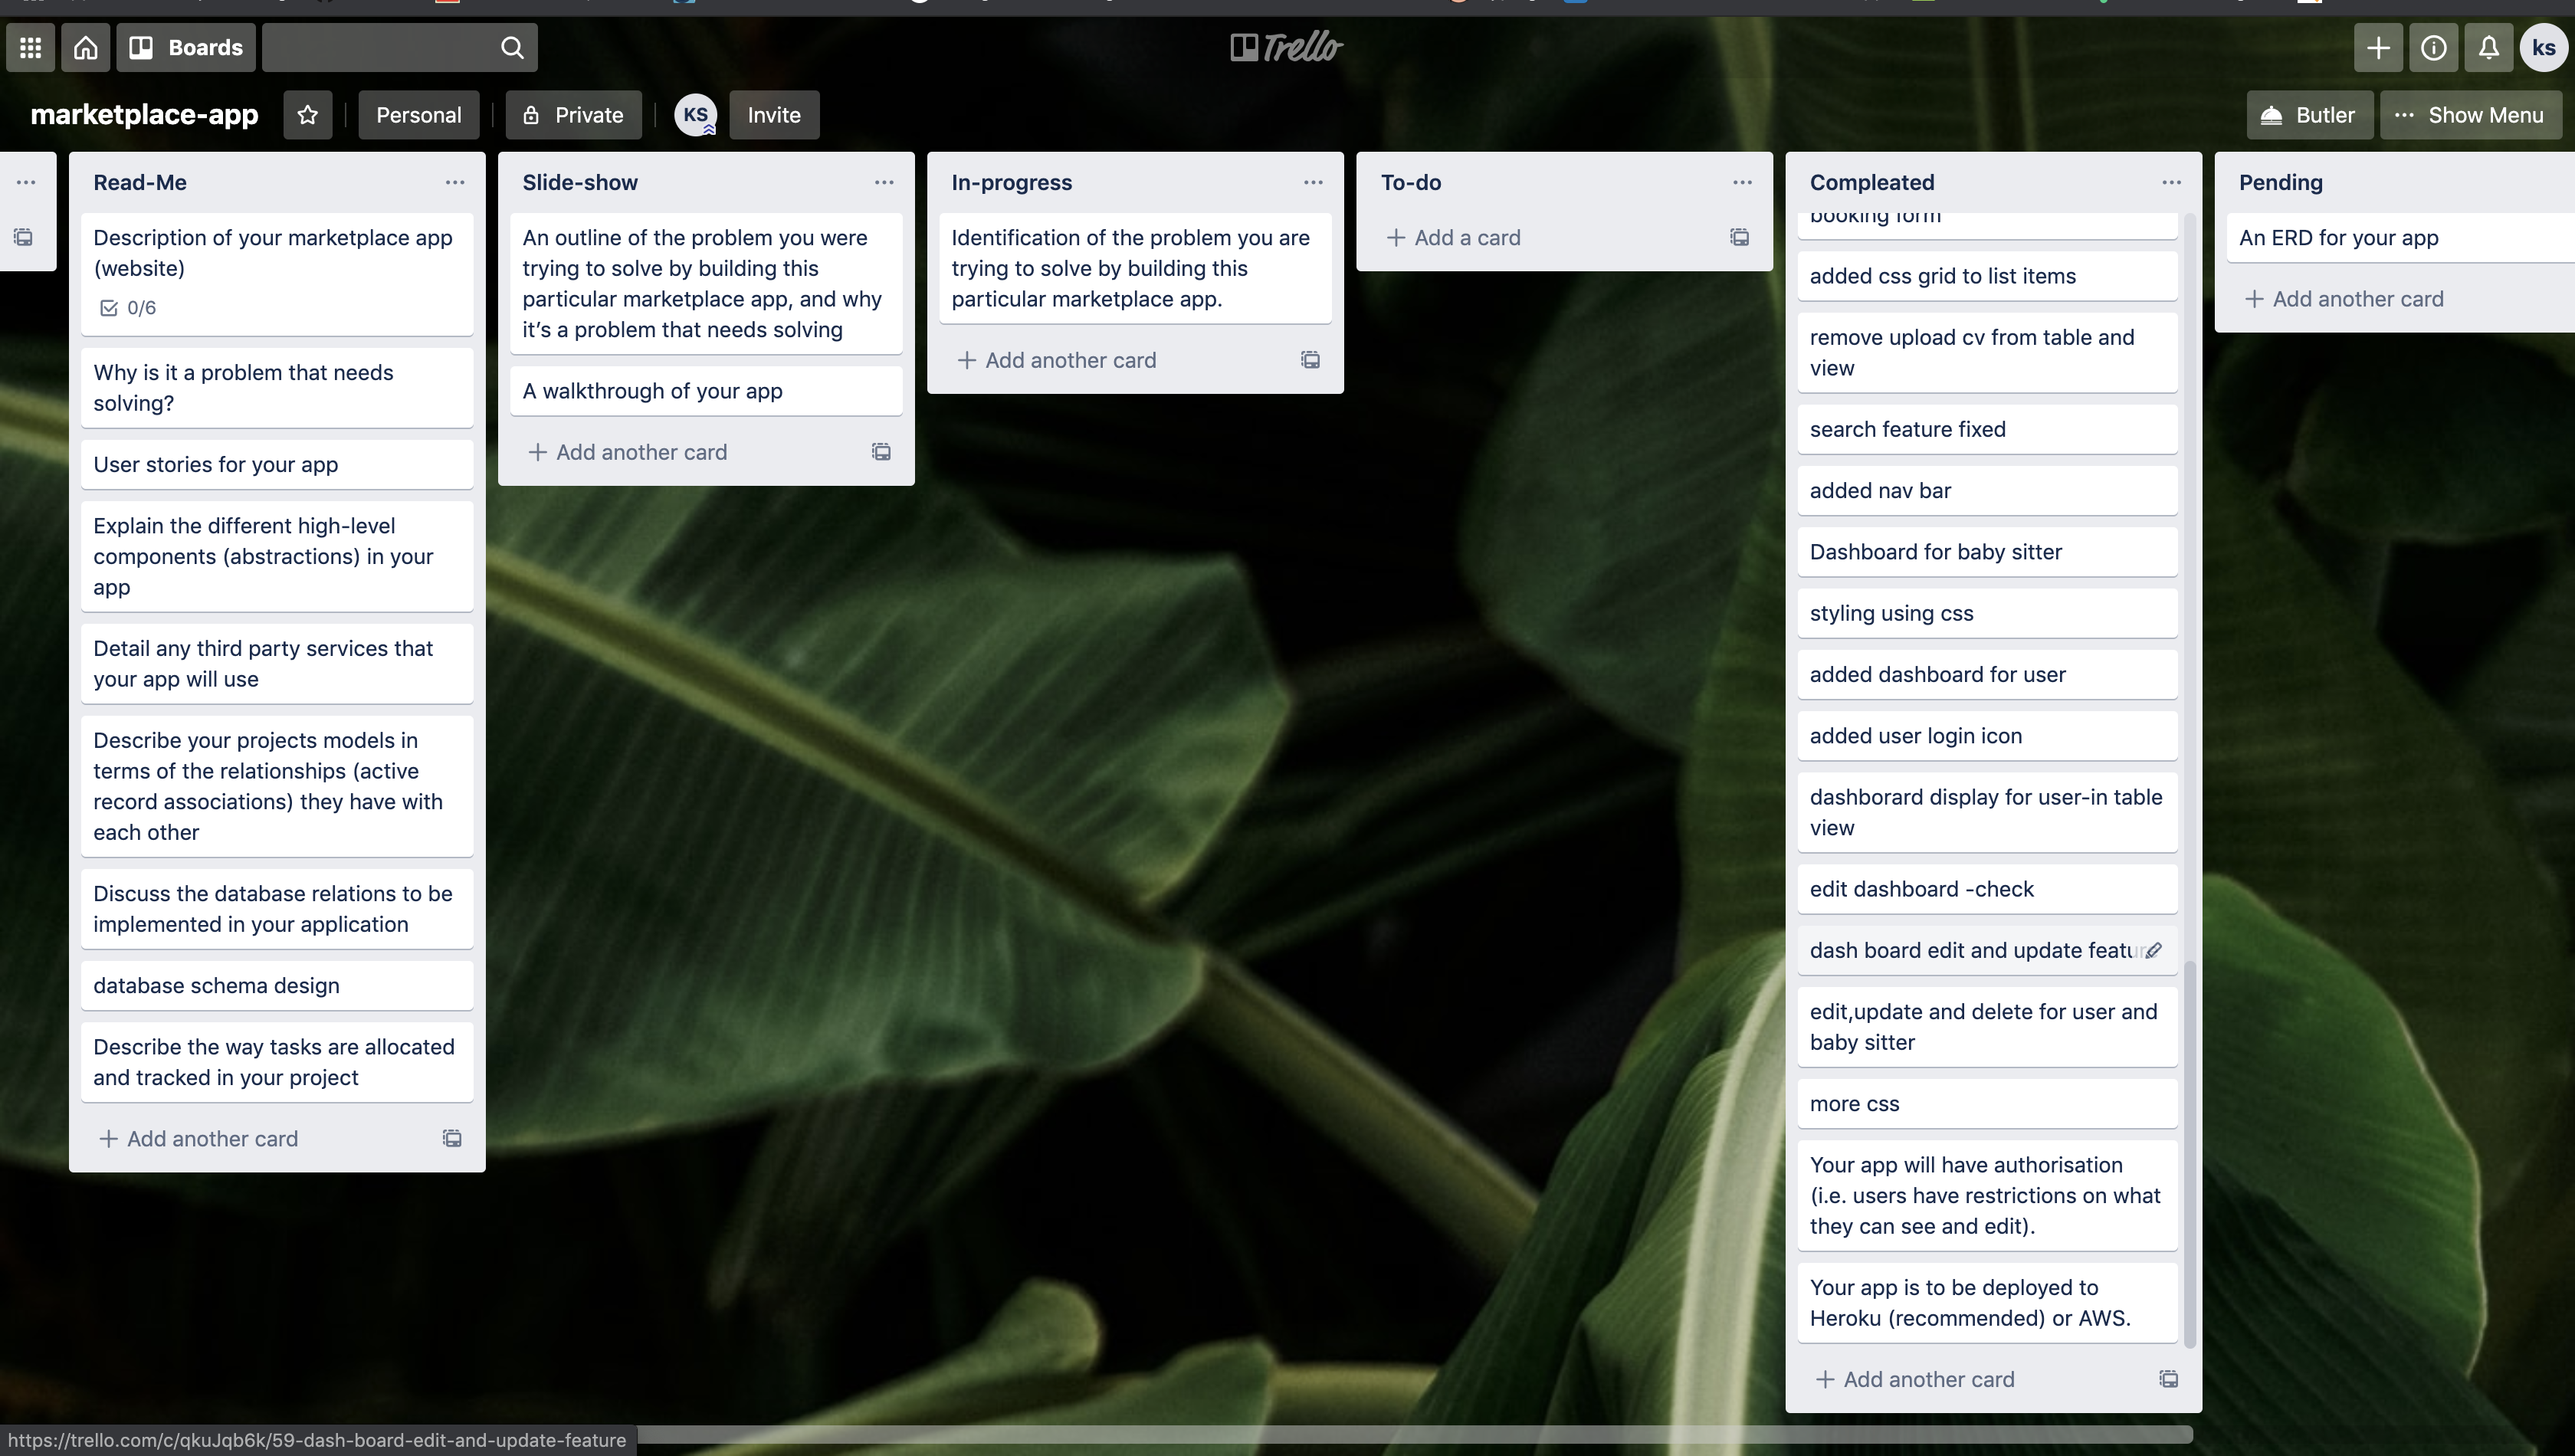 Boards
Trello
ks
marketplace-app
Personal
Private
KS
Invite
Butler
Show Menu
Read-Me
Description of your marketplace app
(website)
0/6
Why is it a problem that needs
solving?
User stories for your app
Explain the different high-level
components (abstractions) in your
app
Detail any third party services that
your app will use
Describe your projects models in
terms of the relationships (active
record associations) they have with
each other
Discuss the database relations to be
implemented in your application
database schema design
Describe the way tasks are allocated
and tracked in your project
Add another card
Slide-show
An outline of the problem you were
trying to solve by building this
particular marketplace app, and why
it’s a problem that needs solving
A walkthrough of your app
Add another card
In-progress
Identification of the problem you are
trying to solve by building this
particular marketplace app.
Add another card
To-do
Add a card
Compleated
booking form
added css grid to list items
remove upload cv from table and
view
search feature fixed
added nav bar
Dashboard for baby sitter
styling using css
added dashboard for user
added user login icon
dashborard display for user-in table
view
edit dashboard -check
dash board edit and update feature
edit,update and delete for user and
baby sitter
more css
Your app will have authorisation
(i.e. users have restrictions on what
they can see and edit).
Your app is to be deployed to
Heroku (recommended) or AWS.
Add another card
Pending
An ERD for your app
Add another card
https://trello.com/c/qkuJqb6k/59-dash-board-edit-and-update-feature